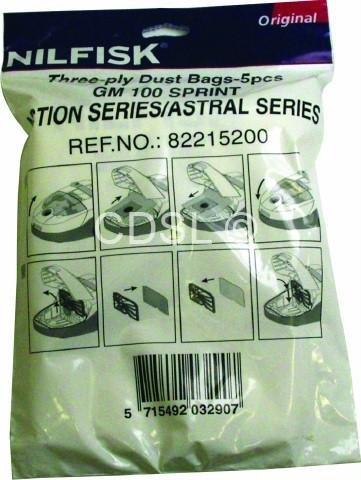 Original
NILFISK
Three-ply Dust Bags-5pcs
GM 100 SPRINT
TION SERIES/ASTRAL SERIES
REF.NO.: 82215200
CDSL ©
5 715492 032907